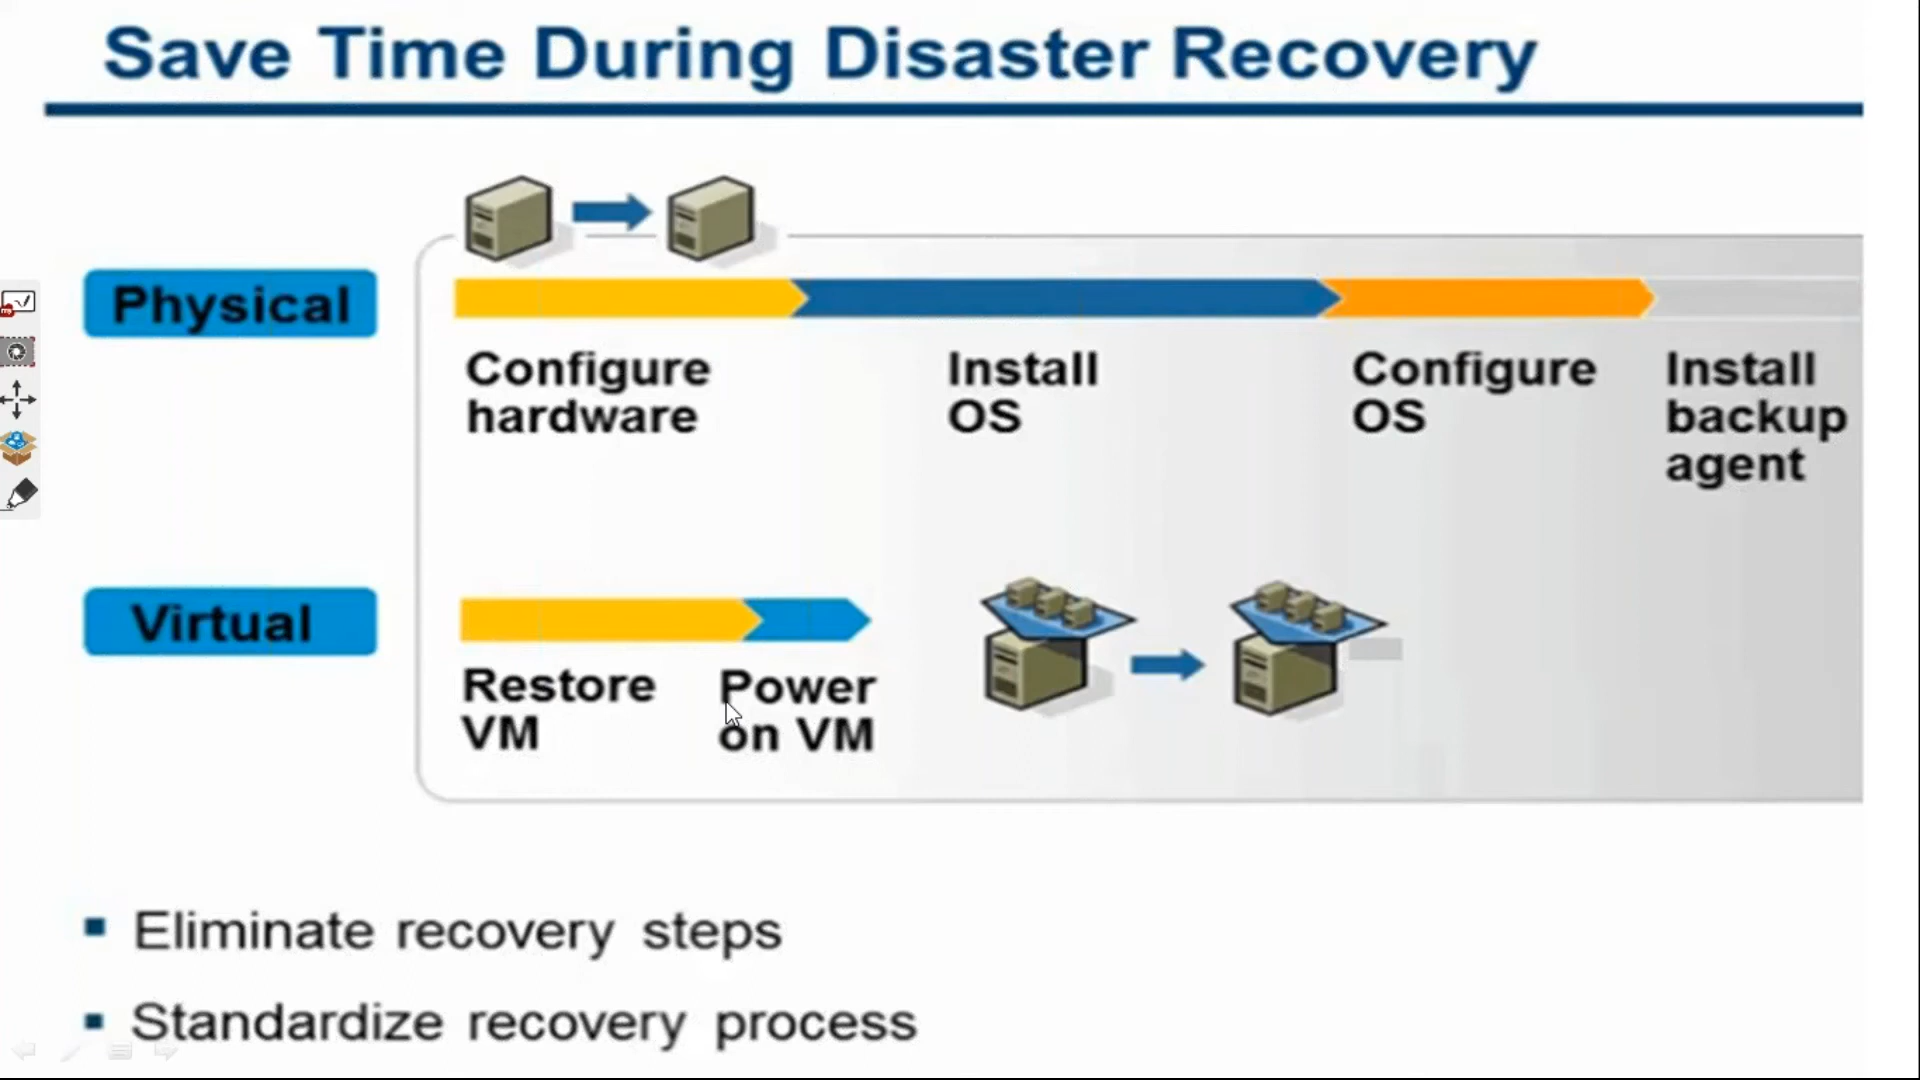 Save Time During Disaster Recovery
Physical
Configure
hardware
Install
OS
Configure
OS
Install
backup
agent
Virtual
Restore
VM
Power
on VM
Eliminate recovery steps
Standardize recovery process